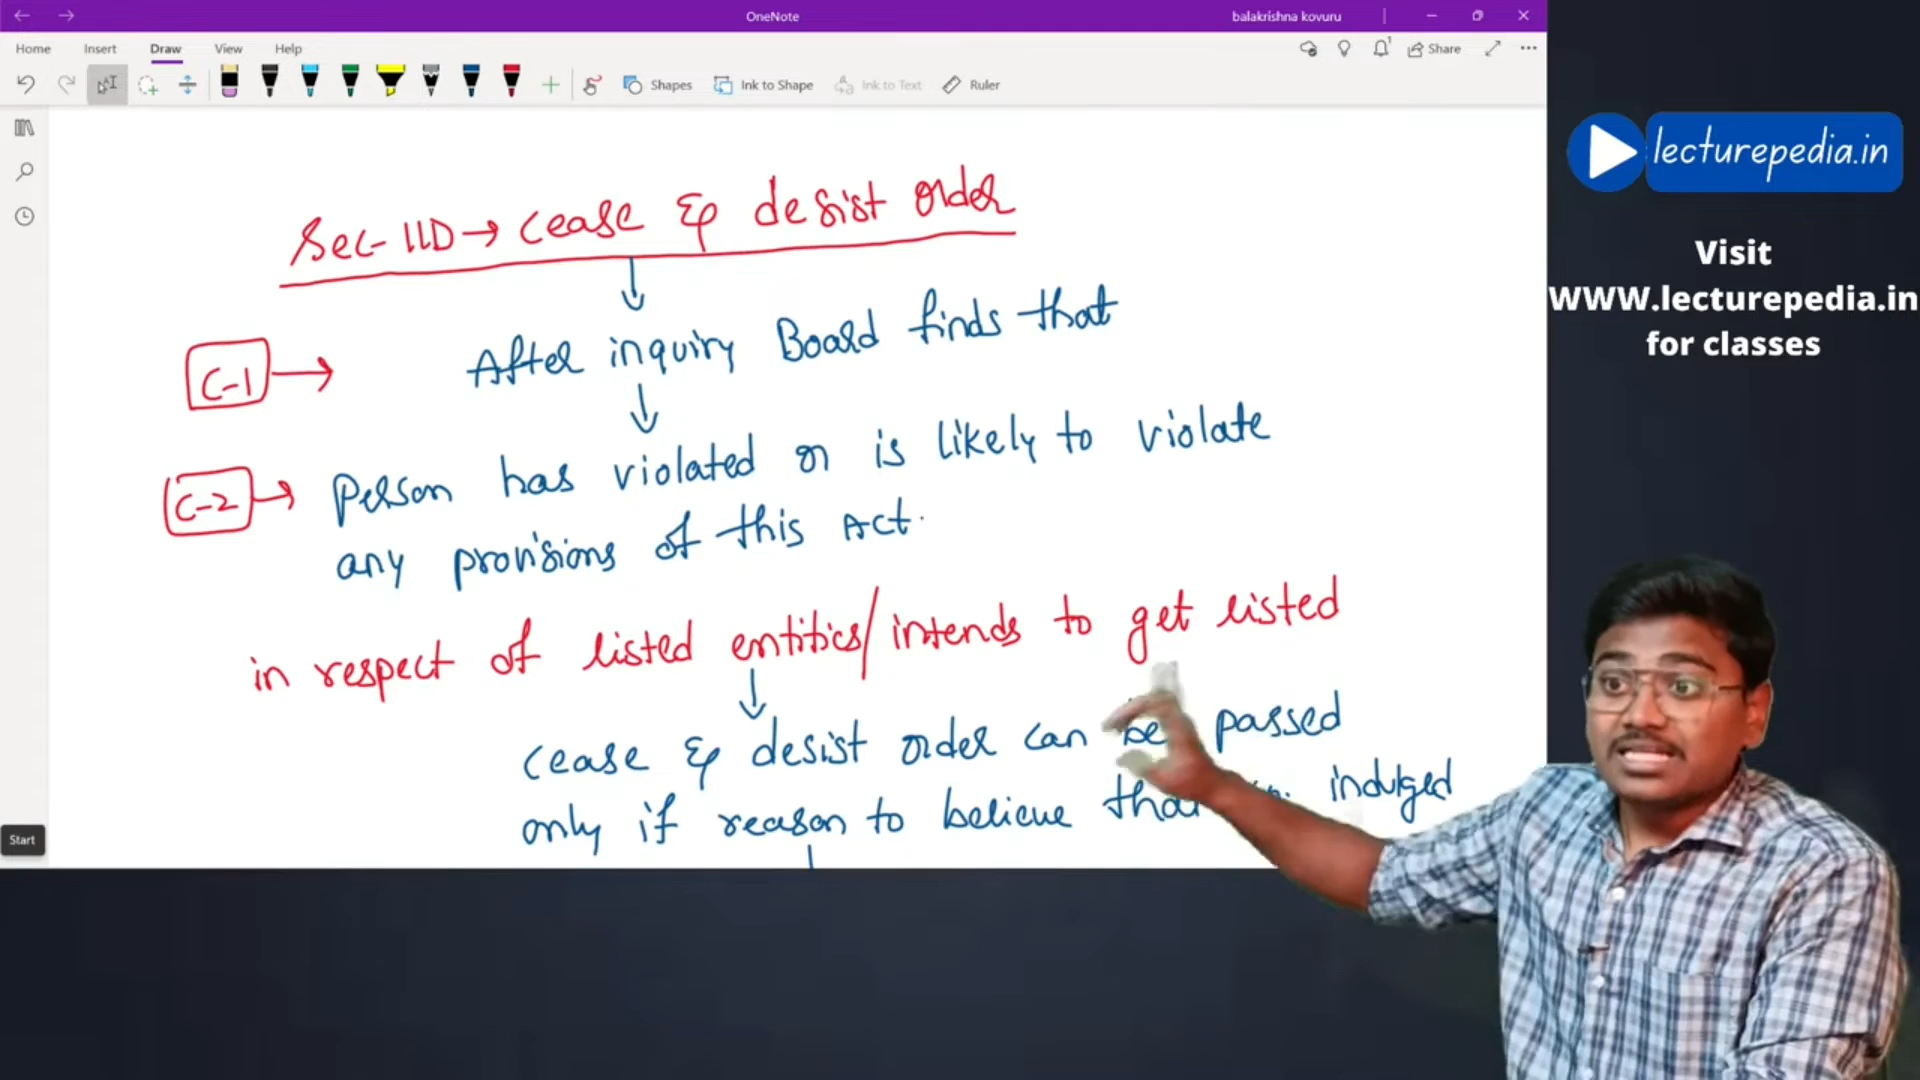 OneNote
balakrishna kovuru
Home Insert Draw View Help
1
Share
Shapes
Ink to Shape
Ink to Text
Ruler
Sec-11D → cease & desist order
C-1 → After inquiry Board finds that
C-2 → Person has violated or is likely to violate
any provisions of this Act.
in respect of listed entities/intends to get listed
cease & desist order can be passed
only if reason to believe that indulged
Start
lecturepedia.in
Visit
WWW.lecturepedia.in
for classes